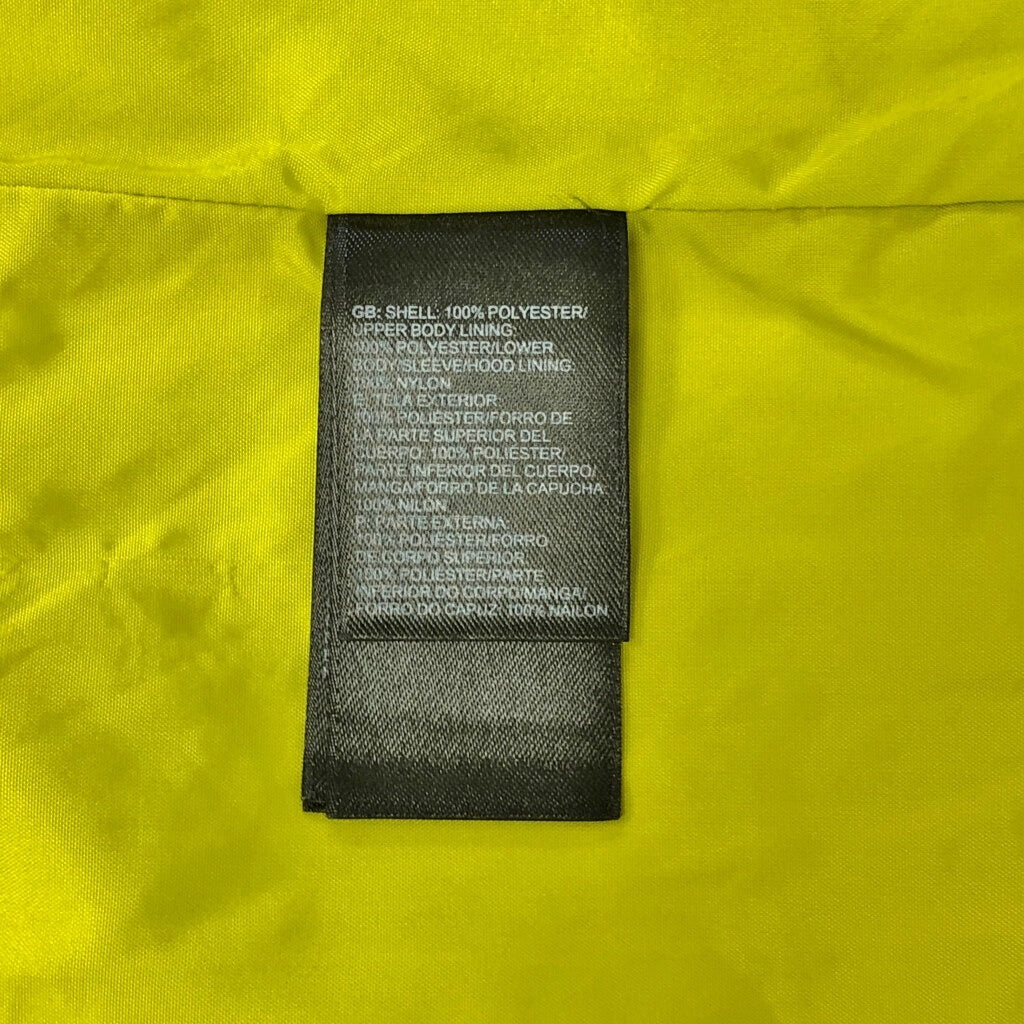 GB: SHELL: 100% POLYESTER/
UPPER BODY LINING:
100% POLYESTER/LOWER
BODY/SLEEVE/HOOD LINING:
100% NYLON
E: TELA EXTERIOR:
100% POLIÉSTER/FORRO DE
LA PARTE SUPERIOR DEL
CUERPO: 100% POLIÉSTER/
PARTE INFERIOR DEL CUERPO/
MANGA/FORRO DE LA CAPUCHA:
100% NILÓN
P: PARTE EXTERNA:
100% POLIÉSTER/FORRO
DE CORPO SUPERIOR:
100% POLIÉSTER/PARTE
INFERIOR DO CORPO/MANGA/
FORRO DO CAPUZ: 100% NÁILON